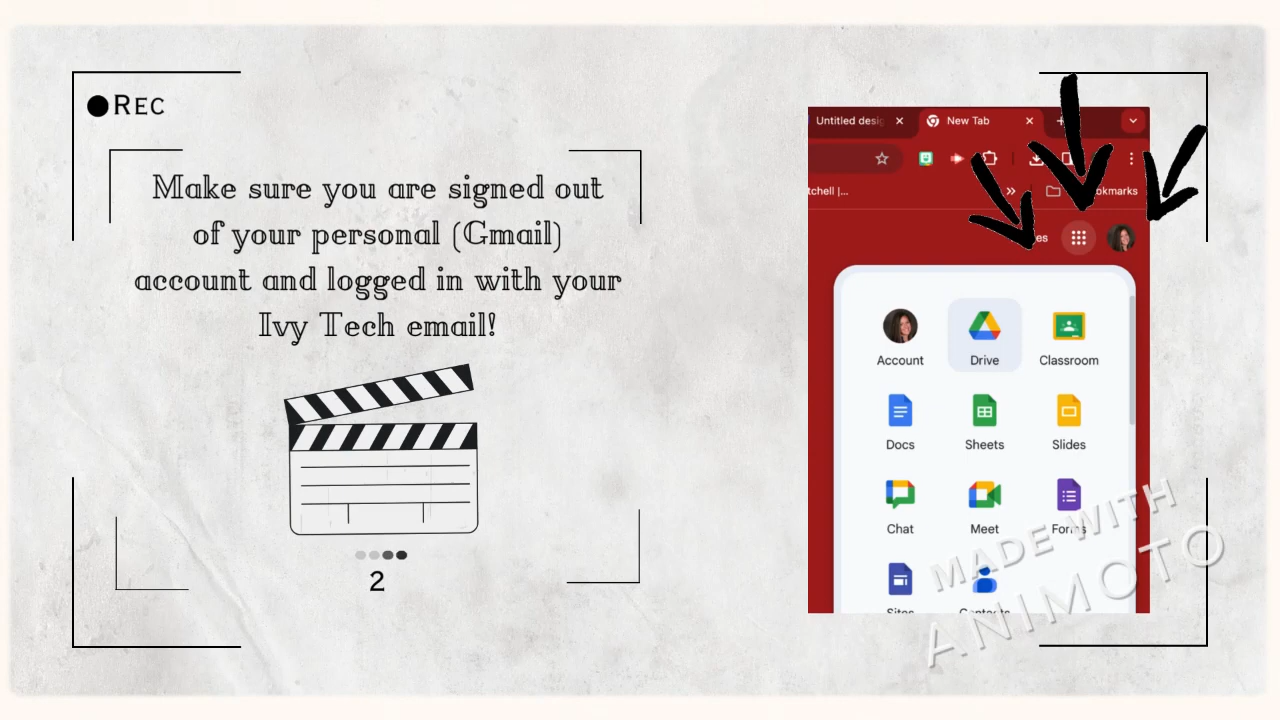 REC
Make sure you are signed out
of your personal (Gmail)
account and logged in with your
Ivy Tech email!
2
Untitled desig
New Tab
tchell |...
okmarks
es
Account Drive Classroom
Docs Sheets Slides
Chat Meet Forms
Sites Contacts
MADE WITH
ANIMOTO